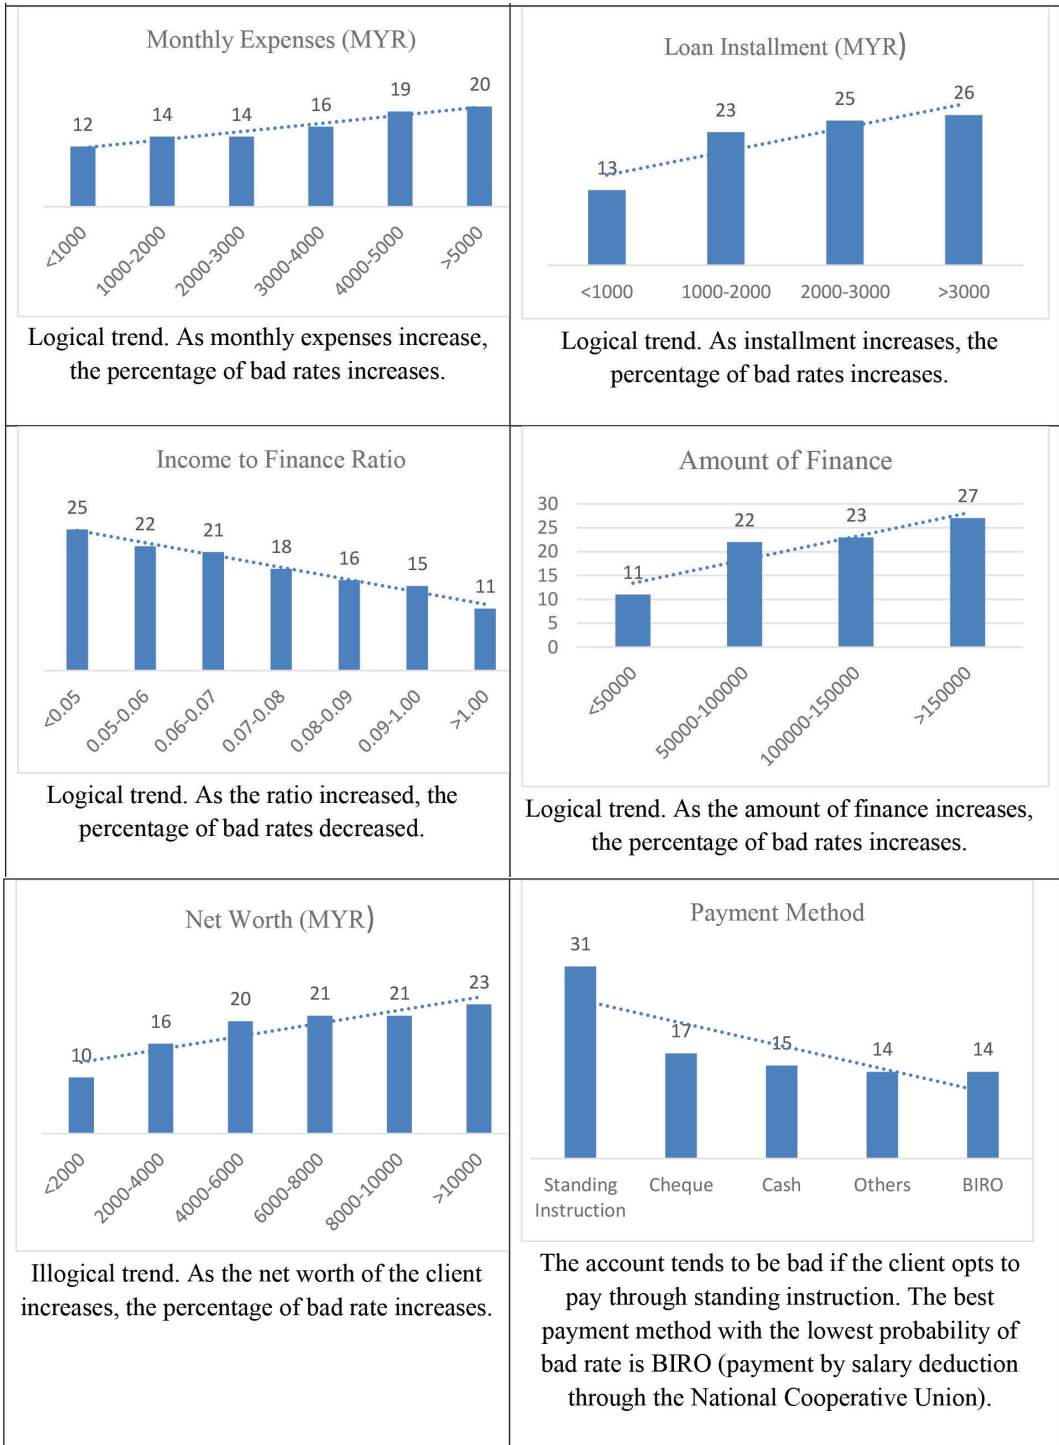 Monthly Expenses (MYR)
12
14
14
16
19
20
<1000
1000-2000
2000-3000
3000-4000
4000-5000
>5000
Logical trend. As monthly expenses increase,
the percentage of bad rates increases.
Loan Installment (MYR)
13
23
25
26
<1000
1000-2000
2000-3000
>3000
Logical trend. As installment increases, the
percentage of bad rates increases.
Income to Finance Ratio
25
22
21
18
16
15
11
<0.05
0.05-0.06
0.06-0.07
0.07-0.08
0.08-0.09
0.09-1.00
>1.00
Logical trend. As the ratio increased, the
percentage of bad rates decreased.
Amount of Finance
30
25
20
15
10
5
0
11
22
23
27
<50000
50000-100000
100000-150000
>150000
Logical trend. As the amount of finance increases,
the percentage of bad rates increases.
Net Worth (MYR)
10
16
20
21
21
23
<2000
2000-4000
4000-6000
6000-8000
8000-10000
>10000
Illogical trend. As the net worth of the client
increases, the percentage of bad rate increases.
Payment Method
31
17
15
14
14
Standing
Instruction
Cheque
Cash
Others
BIRO
The account tends to be bad if the client opts to
pay through standing instruction. The best
payment method with the lowest probability of
bad rate is BIRO (payment by salary deduction
through the National Cooperative Union).